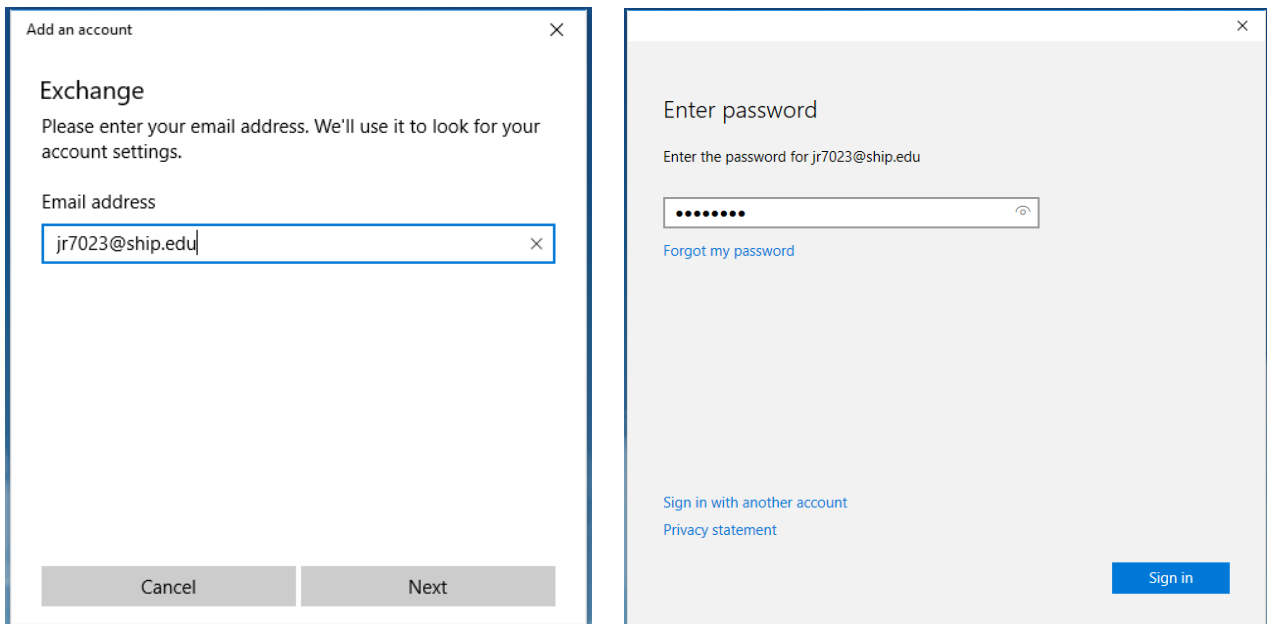 Add an account
Exchange
Please enter your email address. We'll use it to look for your
account settings.
Email address
jr7023@ship.edu
Cancel
Next
Enter password
Enter the password for jr7023@ship.edu
••••••••
Forgot my password
Sign in with another account
Privacy statement
Sign in